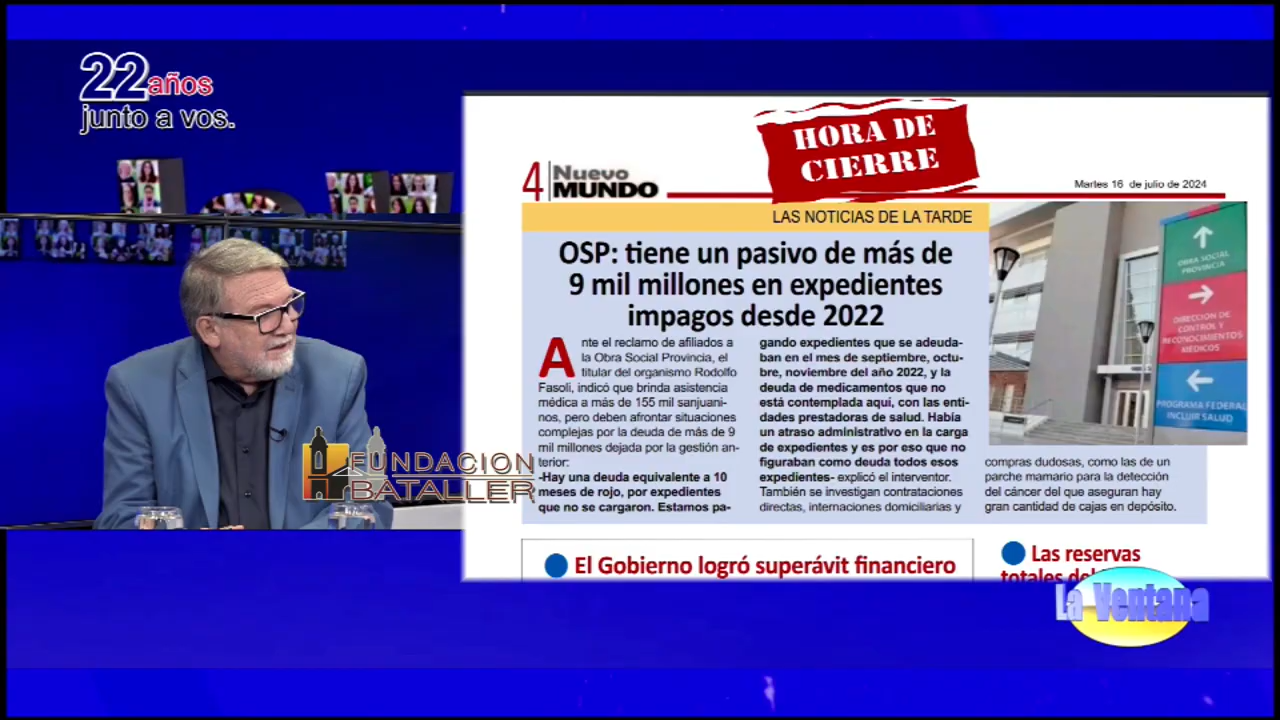 22 años
junto a vos.
HORA DE
CIERRE
4 Nuevo
MUNDO
Martes 16 de julio de 2024
LAS NOTICIAS DE LA TARDE
OSP: tiene un pasivo de más de
9 mil millones en expedientes
impagos desde 2022
Ante el reclamo de afiliados a
la Obra Social Provincia, el
titular del organismo Rodolfo
Fasoli, indicó que brinda asistencia
médica a más de 155 mil sanjuani-
nos, pero deben afrontar situaciones
complejas por la deuda de más de 9
mil millones dejada por la gestión an-
terior:
-Hay una deuda equivalente a 10
meses de rojo, por expedientes
que no se cargaron. Estamos pa-
gando expedientes que se adeuda-
ban en el mes de septiembre, octu-
bre, noviembre del año 2022, y la
deuda de medicamentos que no
está contemplada aquí, con las enti-
dades prestadoras de salud. Había
un atraso administrativo en la carga
de expedientes y es por eso que no
figuraban como deuda todos esos
expedientes- explicó el interventor.
También se investigan contrataciones
directas, internaciones domiciliarias y
compras dudosas, como las de un
parche mamario para la detección
del cáncer del que aseguran hay
gran cantidad de cajas en depósito.
OBRA SOCIAL
PROVINCIA
DIRECCION DE
CONTROL Y
RECONOCIMIENTOS
MEDICOS
PROGRAMA FEDERAL
INCLUIR SALUD
FUNDACION
BATALLER
El Gobierno logró superávit financiero
Las reservas
totales
La Ventana